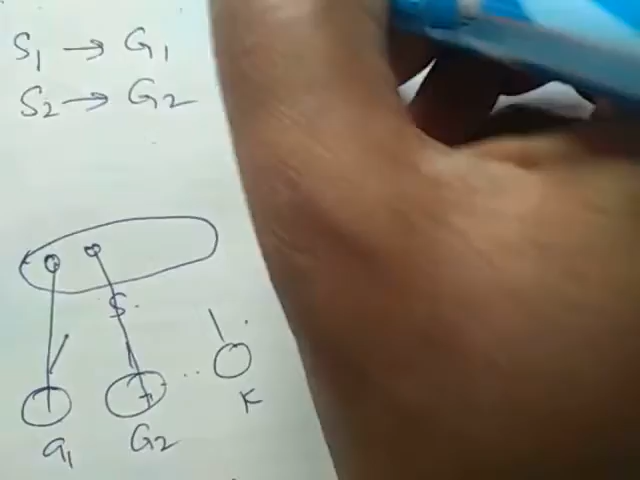 S1 → G1
S2 → G2
S
K
G1
G2